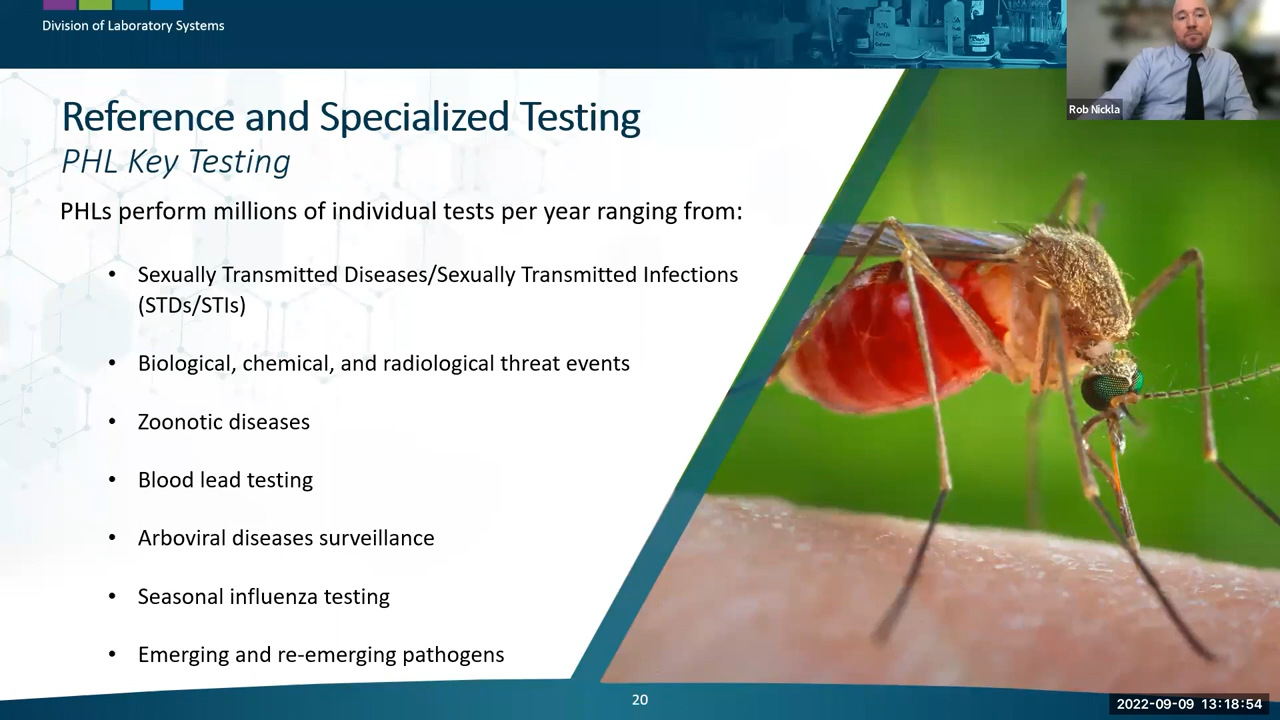 Division of Laboratory Systems
Rob Nickla
Reference and Specialized Testing
PHL Key Testing
PHLs perform millions of individual tests per year ranging from:
• Sexually Transmitted Diseases/Sexually Transmitted Infections
(STDs/STIs)
• Biological, chemical, and radiological threat events
• Zoonotic diseases
• Blood lead testing
• Arboviral diseases surveillance
• Seasonal influenza testing
• Emerging and re-emerging pathogens
20
2022-09-09 13:18:54